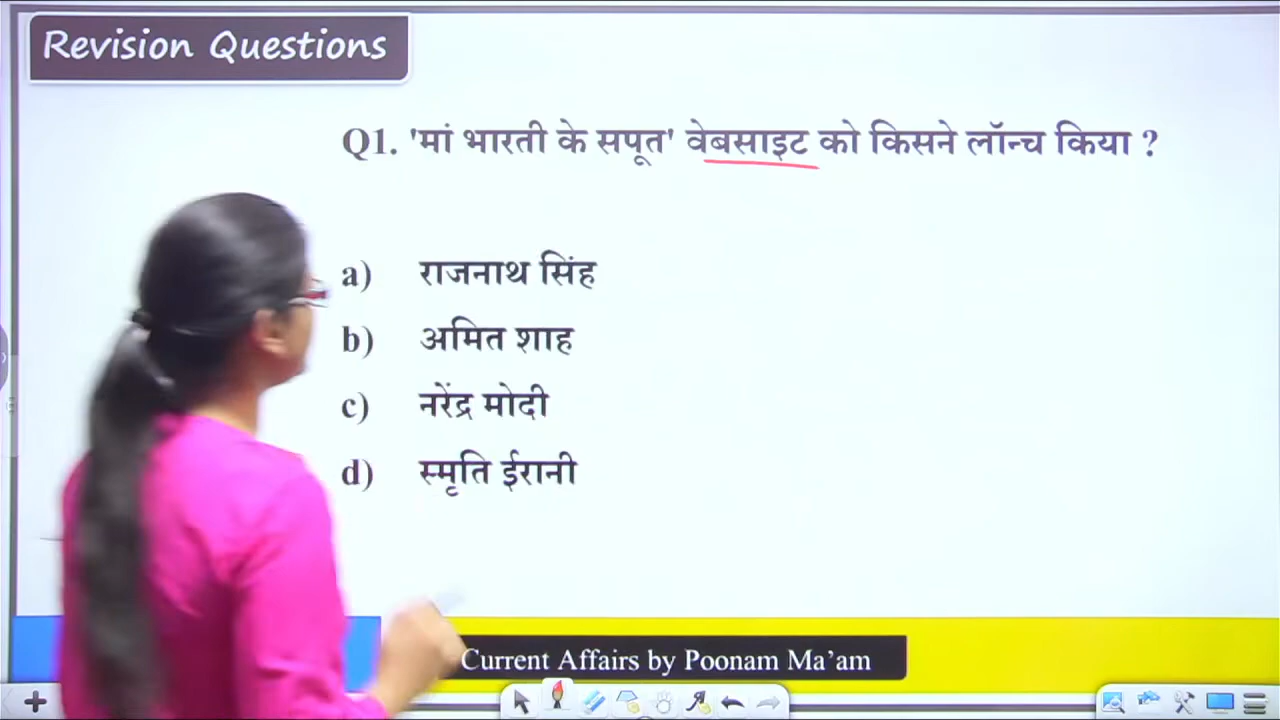 Revision Questions
Q1. 'मां भारती के सपूत' वेबसाइट को किसने लॉन्च किया ?
a) राजनाथ सिंह
b) अमित शाह
c) नरेंद्र मोदी
d) स्मृति ईरानी
Current Affairs by Poonam Ma’am